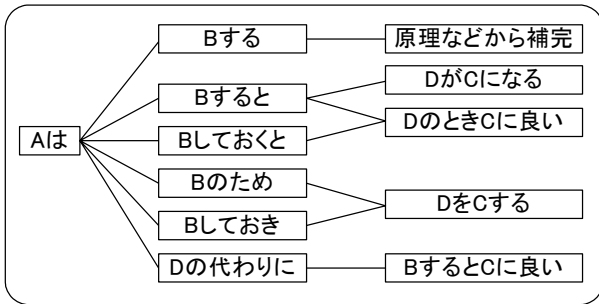 Bする
原理などから補完
Bすると
DがCになる
DのときCに良い
Aは
Bしておくと
Bのため
DをCする
Bしておき
Dの代わりに
BするとCに良い